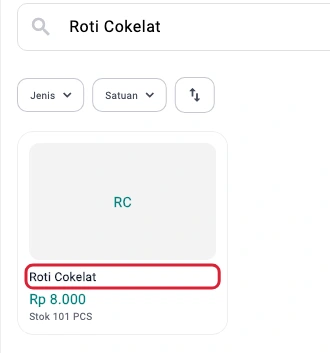 Roti Cokelat
Jenis
Satuan
RC
Roti Cokelat
Rp 8.000
Stok 101 PCS